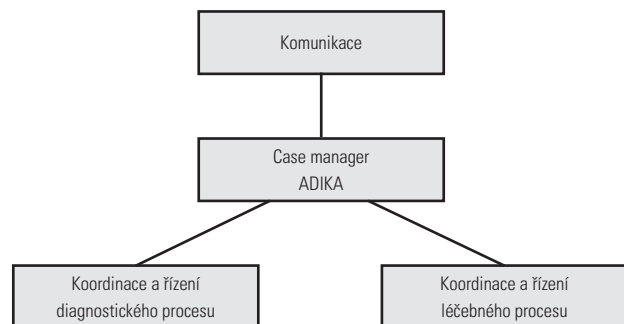 Komunikace
Case manager
ADIKA
Koordinace a řízení
diagnostického procesu
Koordinace a řízení
léčebného procesu